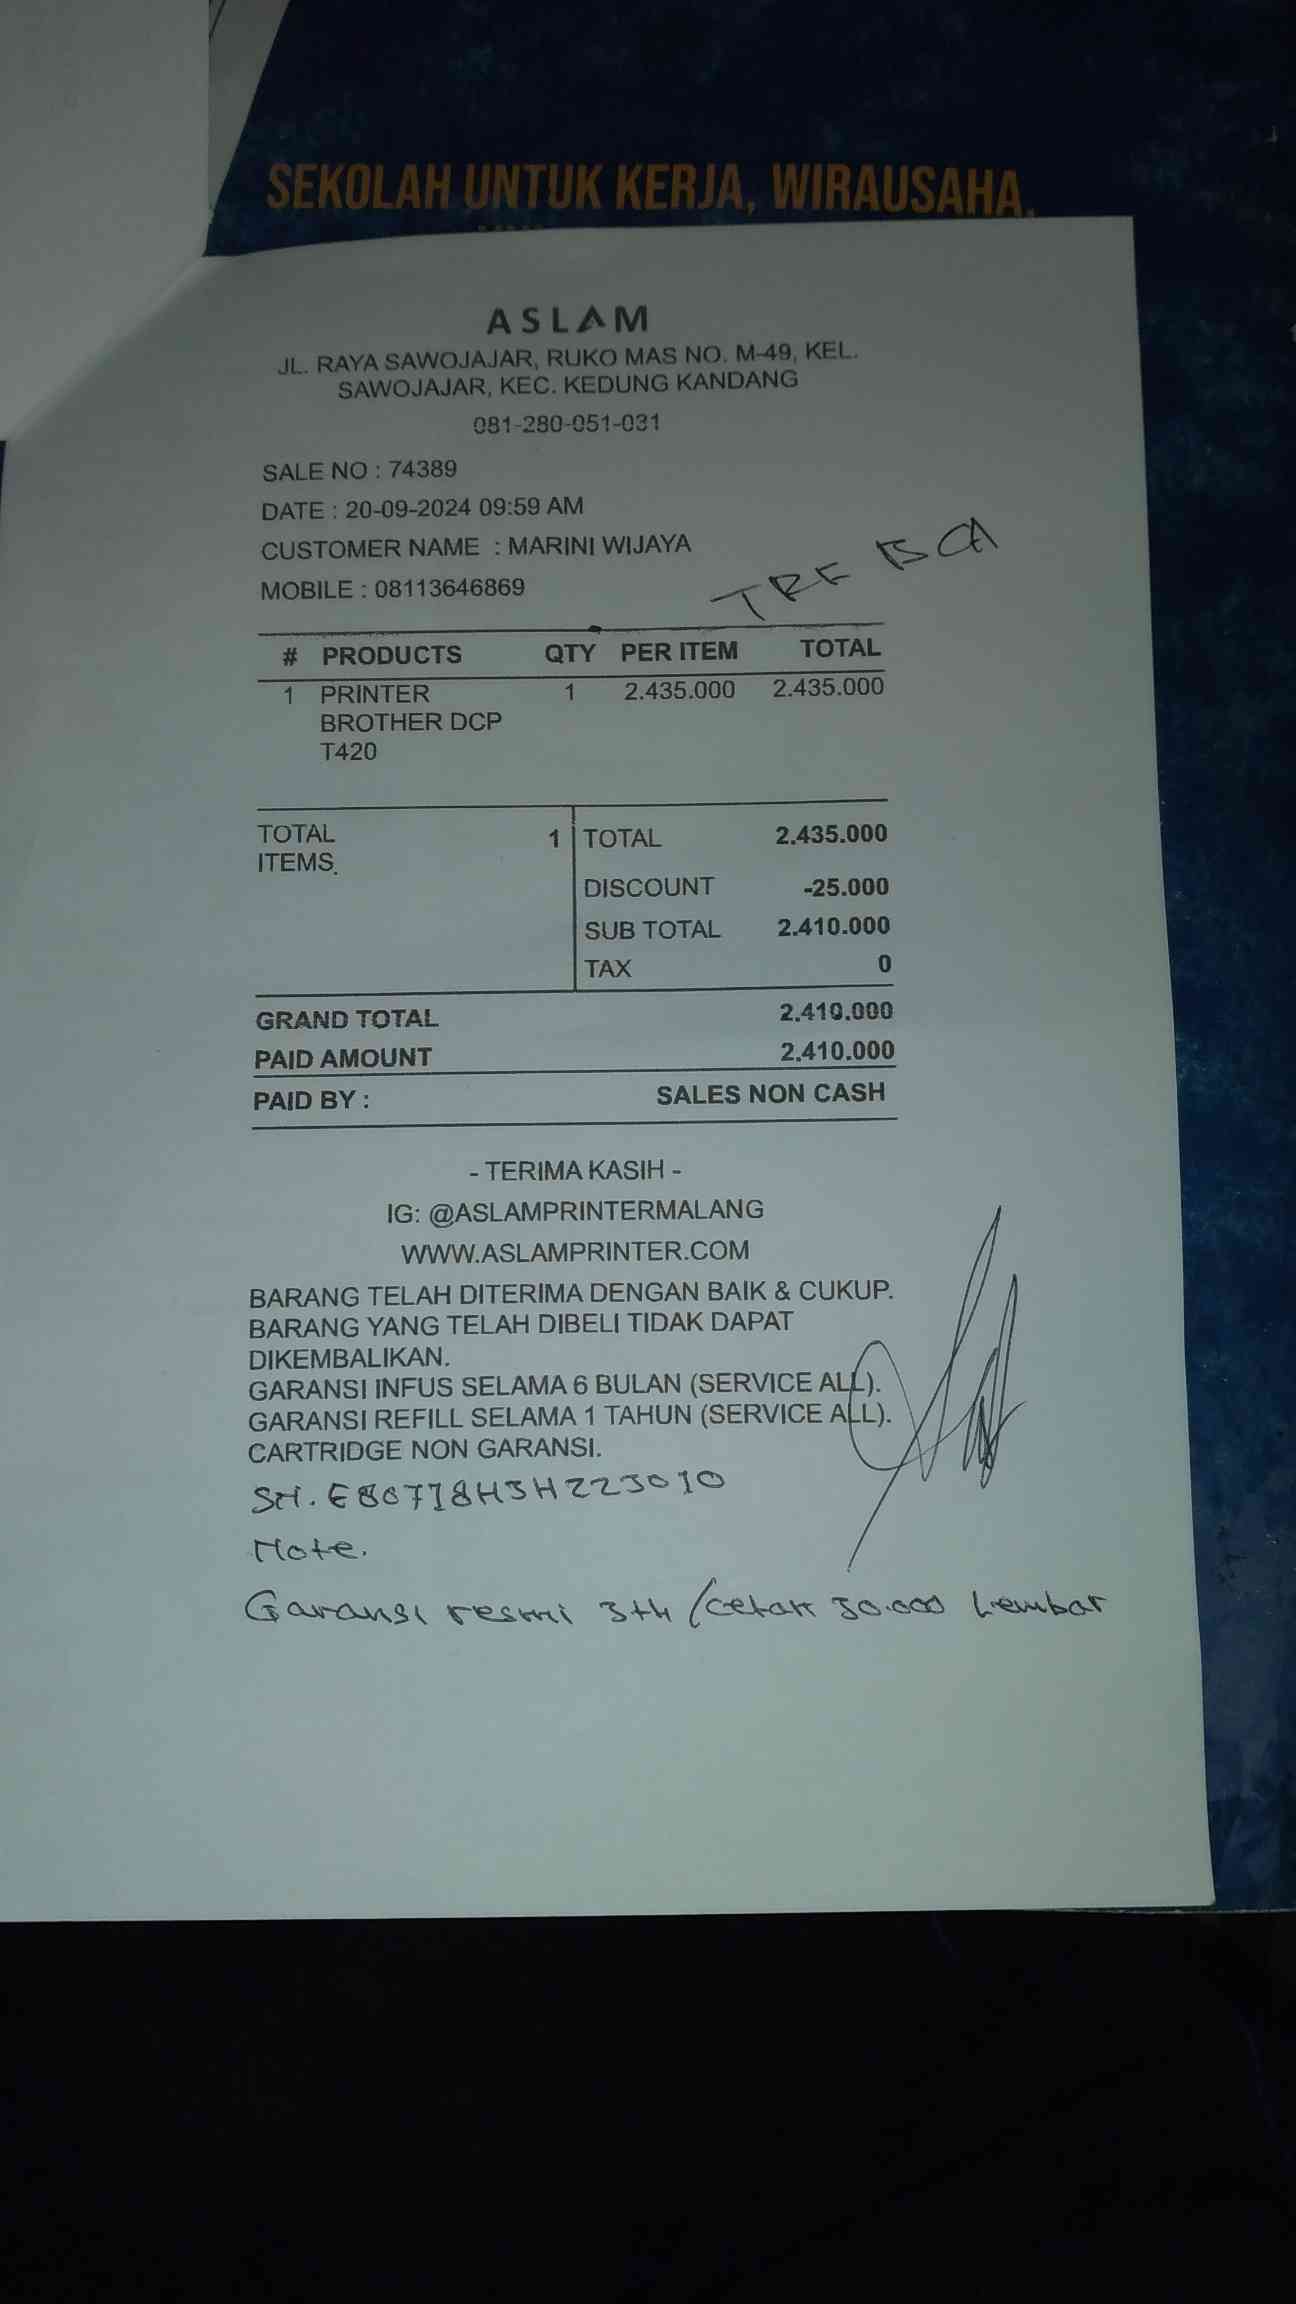 SEKOLAH UNTUK KERJA, WIRAUSAHA,
ASLAM
JL. RAYA SAWOJAJAR, RUKO MAS NO. M-49, KEL.
SAWOJAJAR, KEC. KEDUNG KANDANG
081-280-051-031
SALE NO : 74389
DATE : 20-09-2024 09:59 AM
CUSTOMER NAME : MARINI WIJAYA
MOBILE : 08113646869
TRF BCA
# PRODUCTS QTY PER ITEM TOTAL
1 PRINTER 1 2.435.000 2.435.000
BROTHER DCP
T420
TOTAL 1 TOTAL 2.435.000
ITEMS.
DISCOUNT -25.000
SUB TOTAL 2.410.000
TAX 0
GRAND TOTAL 2.410.000
PAID AMOUNT 2.410.000
PAID BY : SALES NON CASH
- TERIMA KASIH -
IG: @ASLAMPRINTERMALANG
WWW.ASLAMPRINTER.COM
BARANG TELAH DITERIMA DENGAN BAIK & CUKUP.
BARANG YANG TELAH DIBELI TIDAK DAPAT
DIKEMBALIKAN.
GARANSI INFUS SELAMA 6 BULAN (SERVICE ALL).
GARANSI REFILL SELAMA 1 TAHUN (SERVICE ALL).
CARTRIDGE NON GARANSI.
SN.
Note.
Garansi resmi 3th / cetak 30.000 Lembar